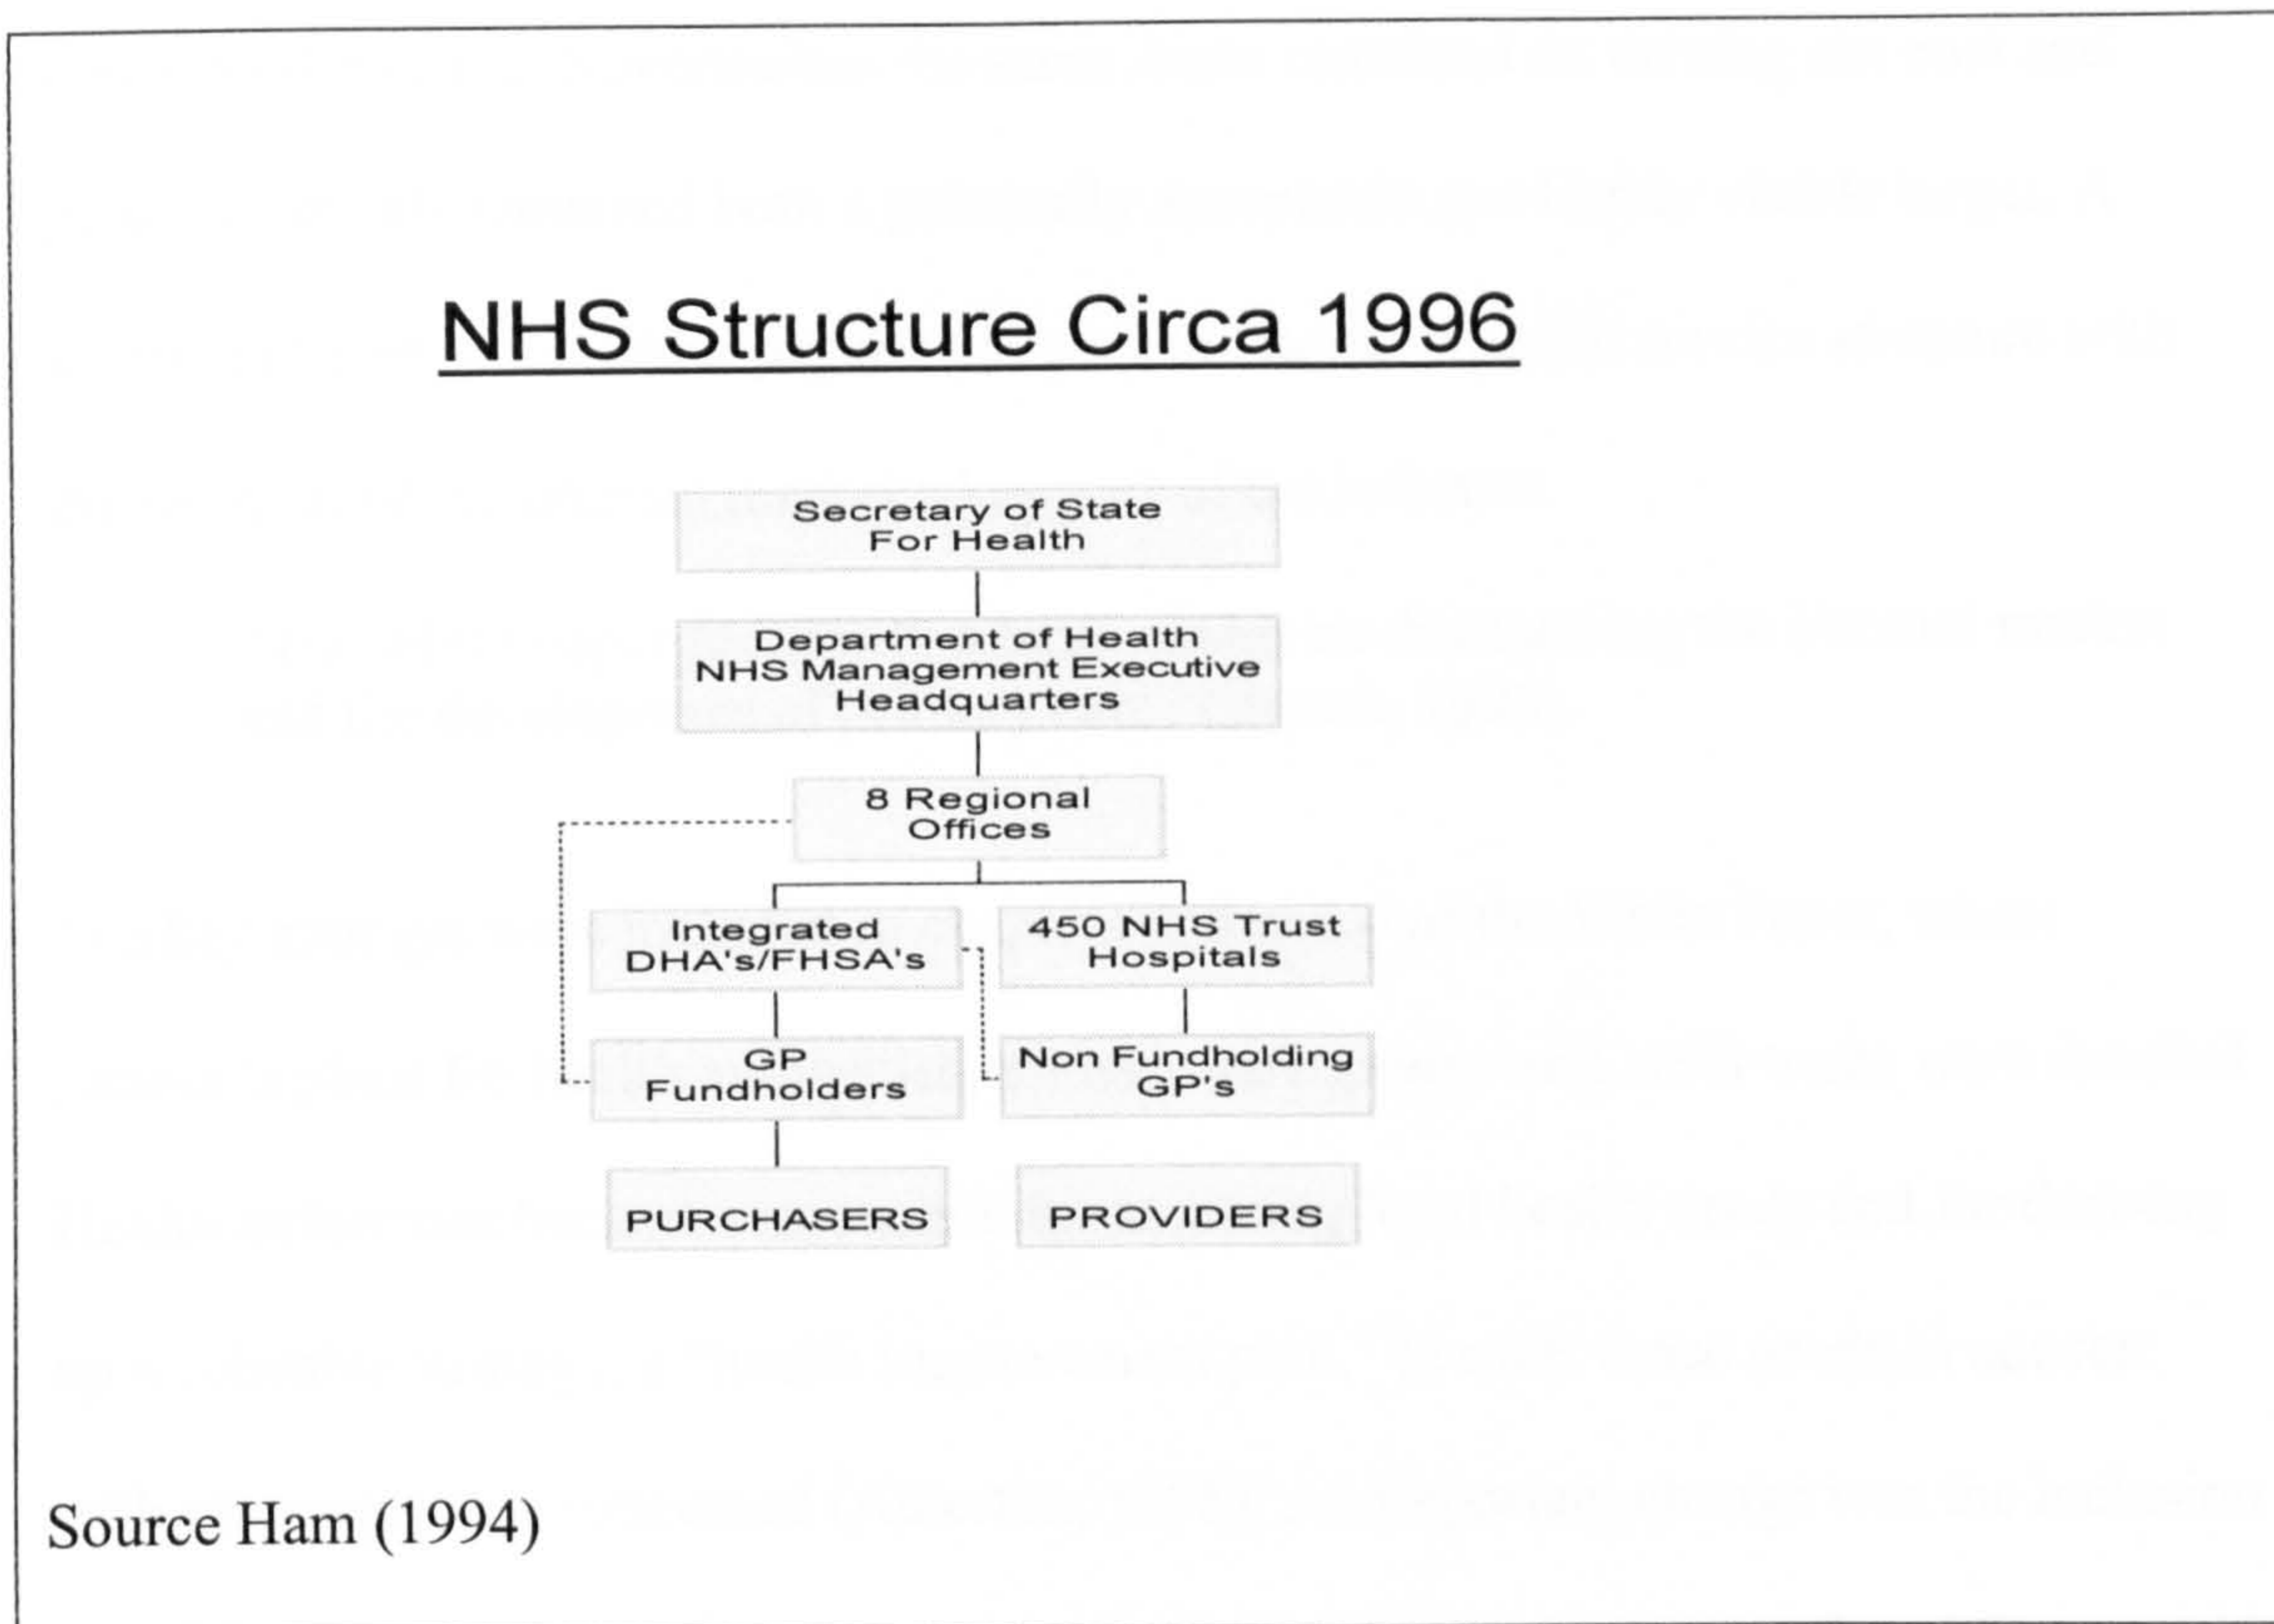 NHS Structure Circa 1996
Secretary of State
For Health
Department of Health
NHS Management Executive
Headquarters
8 Regional
Offices
Integrated
DHA's/FHSA's
450 NHS Trust
Hospitals
GP
Fundholders
Non Fundholding
GP's
PURCHASERS
PROVIDERS
Source Ham (1994)